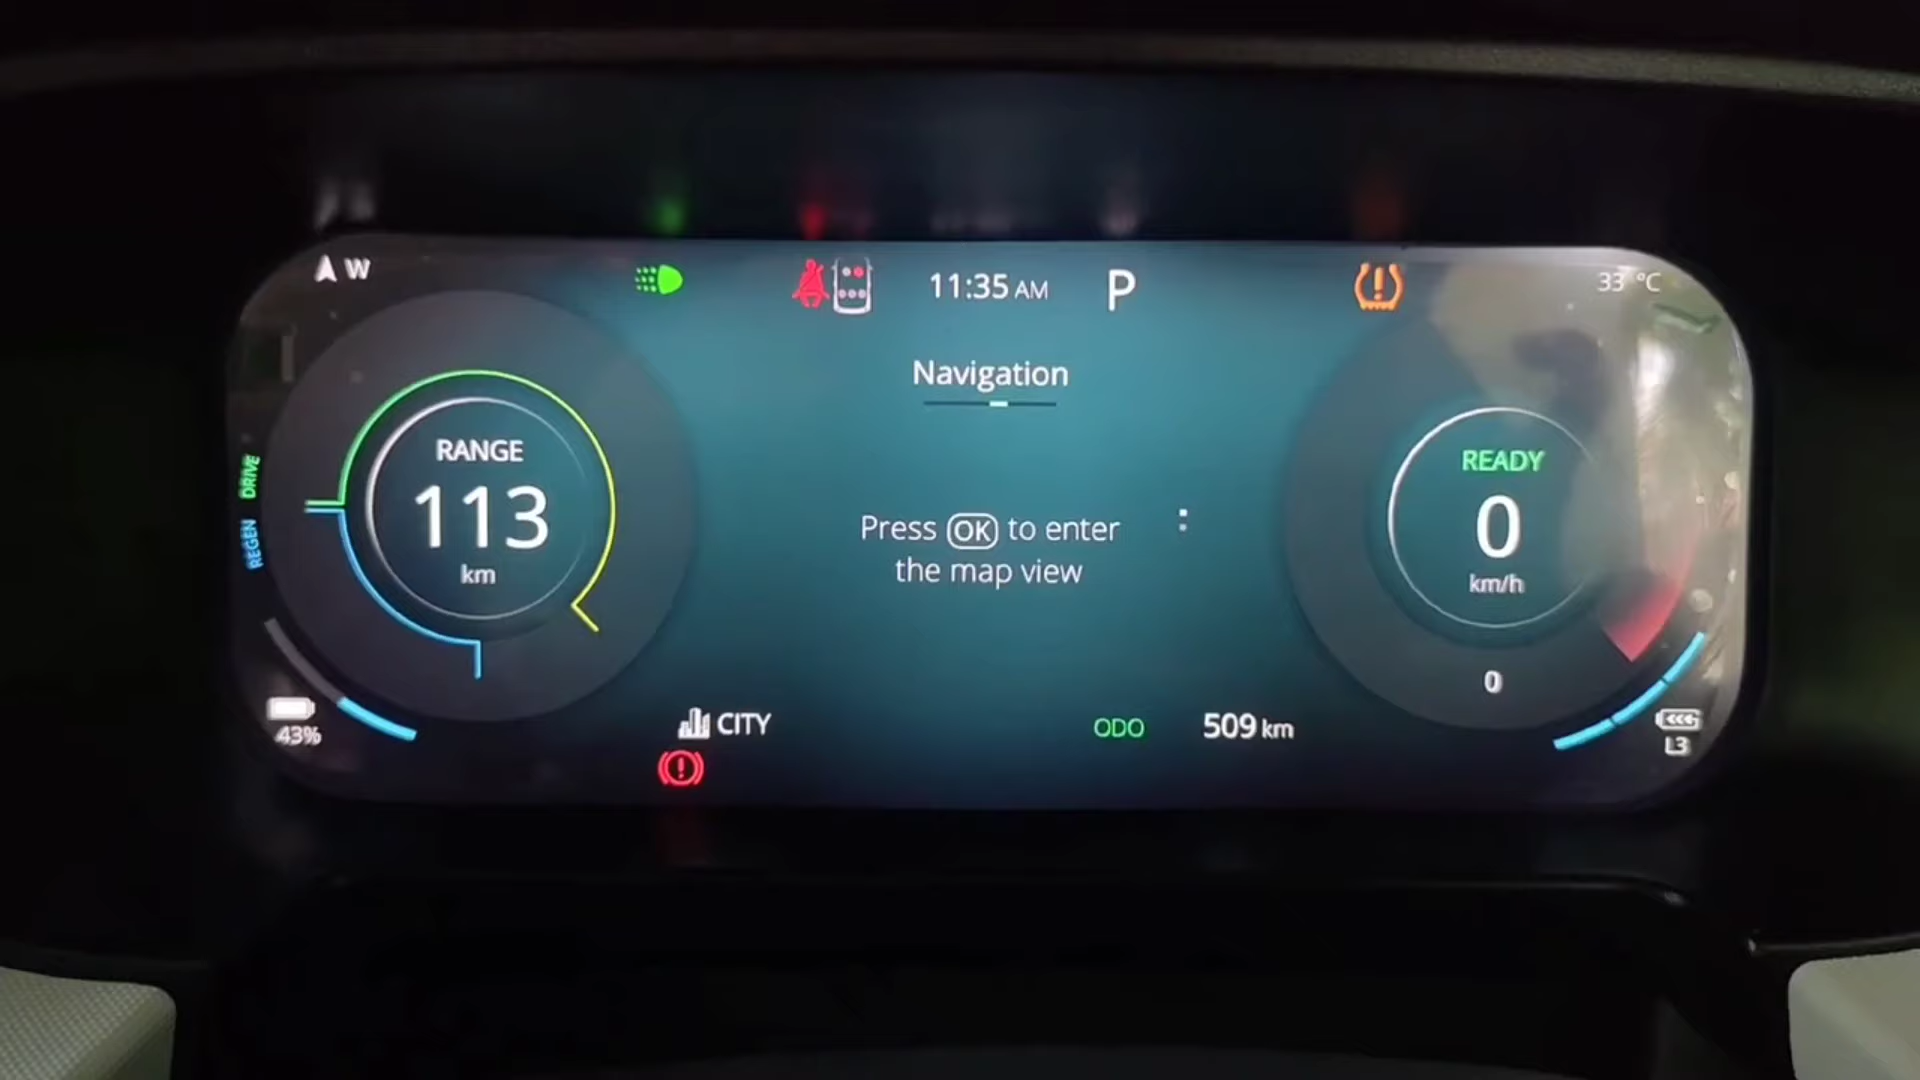 W
11:35 AM
P
33 °C
Navigation
RANGE
113
km
DRIVE
REGEN
Press OK to enter
the map view
READY
0
km/h
0
43%
CITY
ODO 509 km
L3